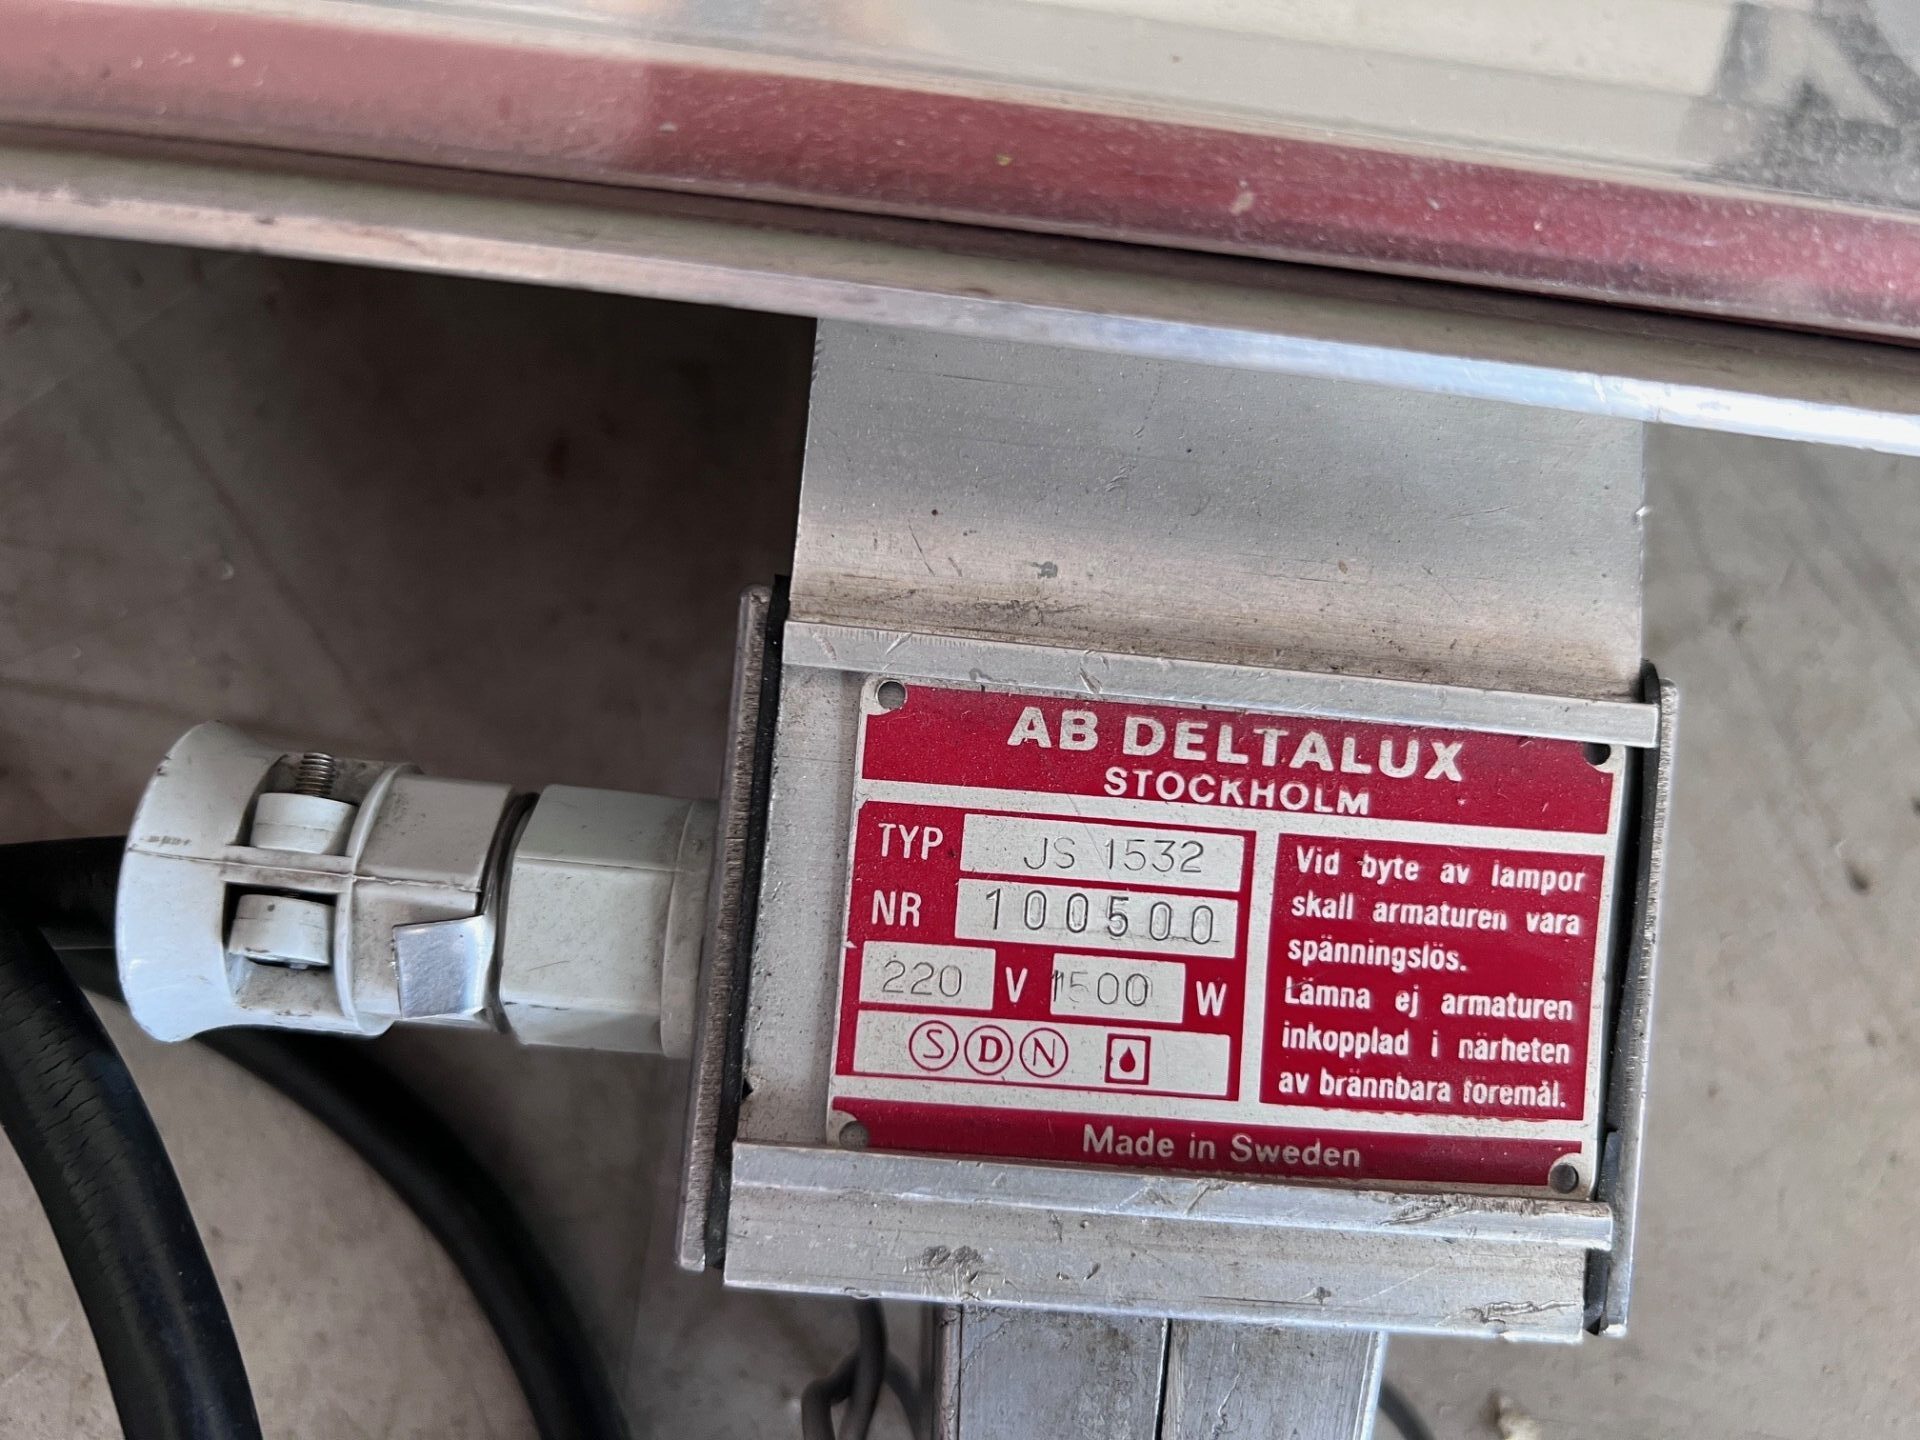 AB DELTALUX
STOCKHOLM
TYP JS 1532
NR 100500
220 V 1500 W
S D N
Vid byte av lampor
skall armaturen vara
spänningslös.
Lämna ej armaturen
inkopplad i närheten
av brännbara föremål.
Made in Sweden